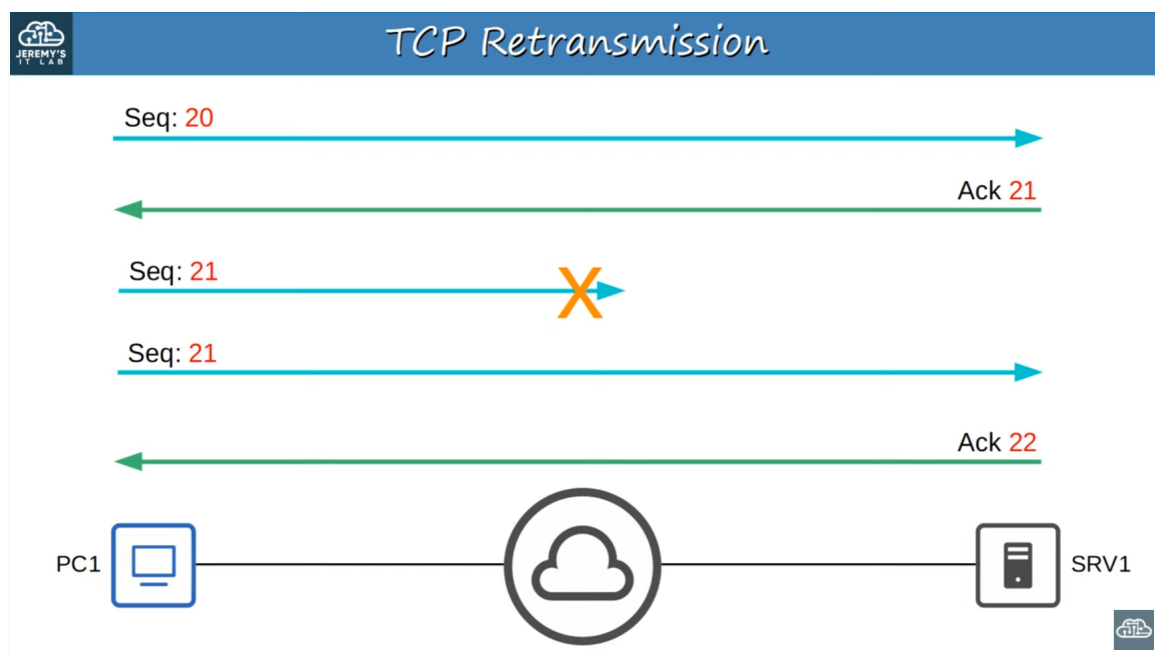 JEREMY'S
IT LAB
TCP Retransmission
Seq: 20
Ack 21
Seq: 21
Seq: 21
Ack 22
PC1
SRV1